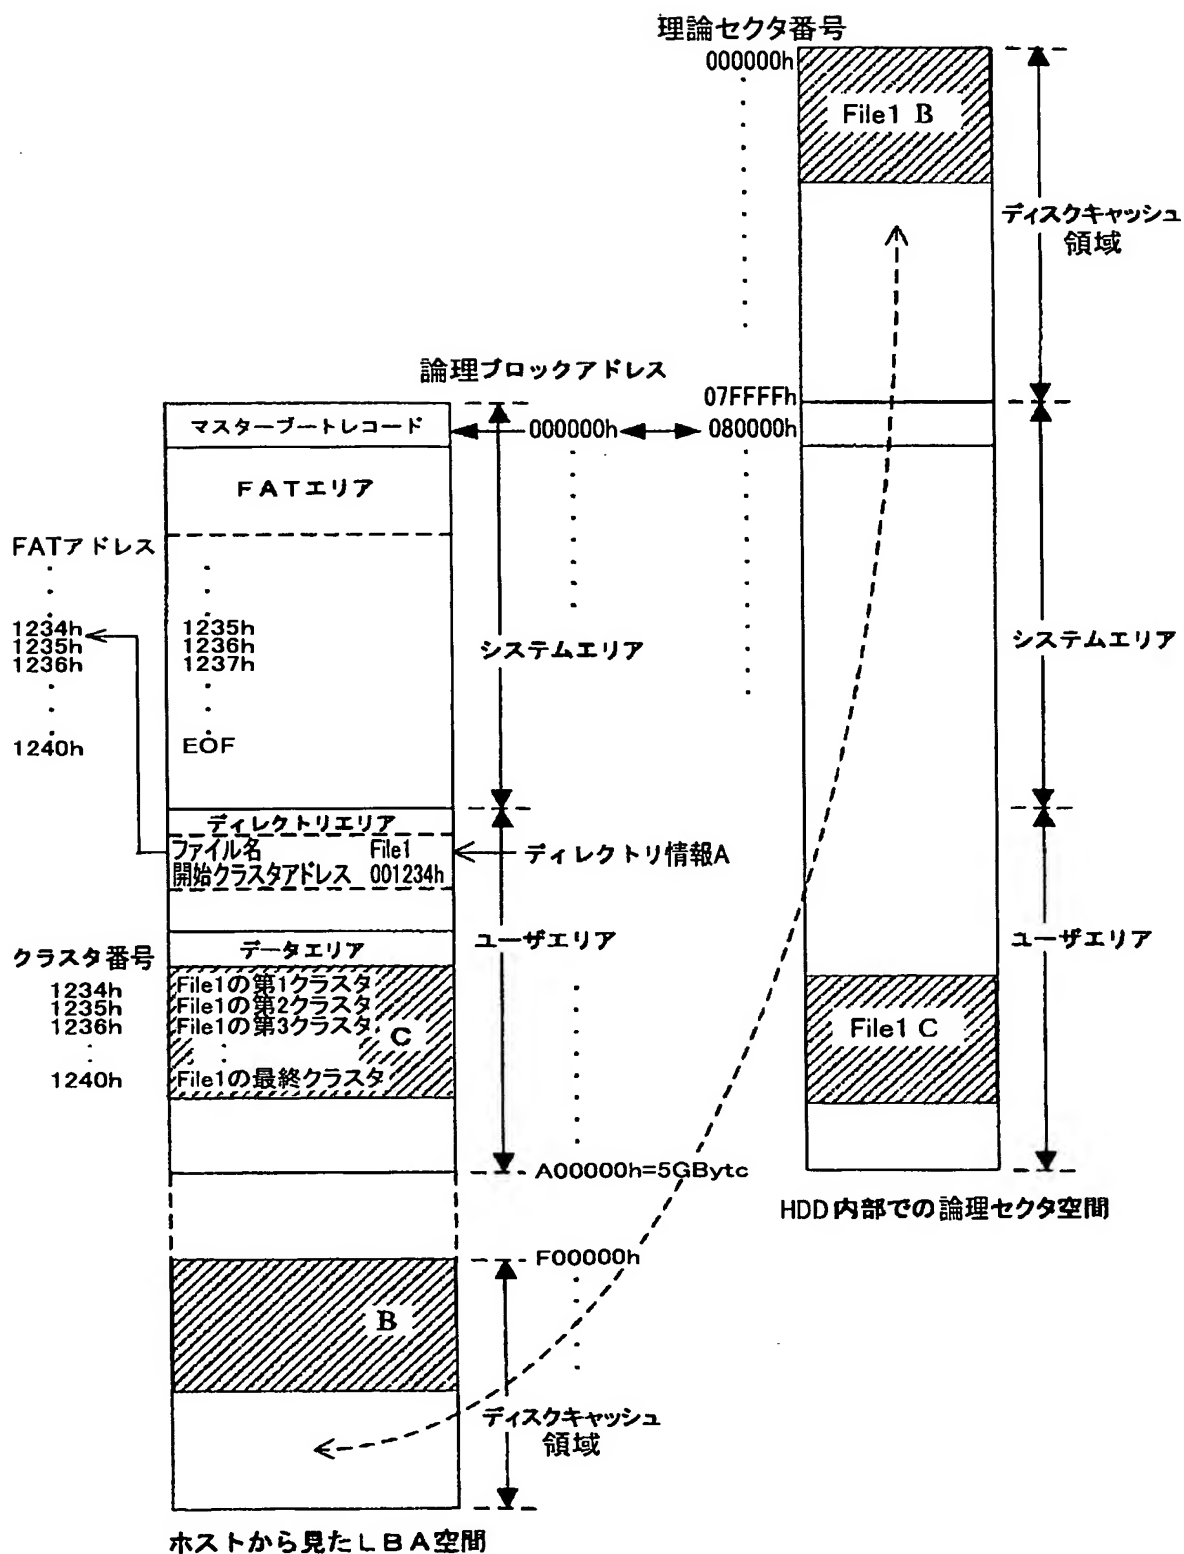 理論セクタ番号
000000h
File1 B
ディスクキャッシュ
領域
論理ブロックアドレス
07FFFFh
マスターブートレコード
000000h
080000h
FATエリア
FATアドレス
1234h
1235h
1235h
1236h
1236h
1237h
システムエリア
システムエリア
1240h
EOF
ディレクトリエリア
ファイル名 File1
開始クラスタアドレス 001234h
ディレクトリ情報A
ユーザエリア
ユーザエリア
クラスタ番号
データエリア
1234h
File1の第1クラスタ
1235h
File1の第2クラスタ
1236h
File1の第3クラスタ
C
File1 C
1240h
File1の最終クラスタ
A00000h=5GBytc
HDD内部での論理セクタ空間
F00000h
B
ディスクキャッシュ
領域
ホストから見たLBA空間